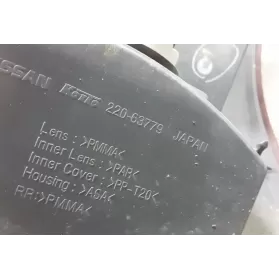 SSAN KOITO 220-63779 JAPAN
Lens : >PMMA<
Inner Lens : >PAR<
Inner Cover : >PP-T20<
Housing : >ASA<
RR:>PMMA<